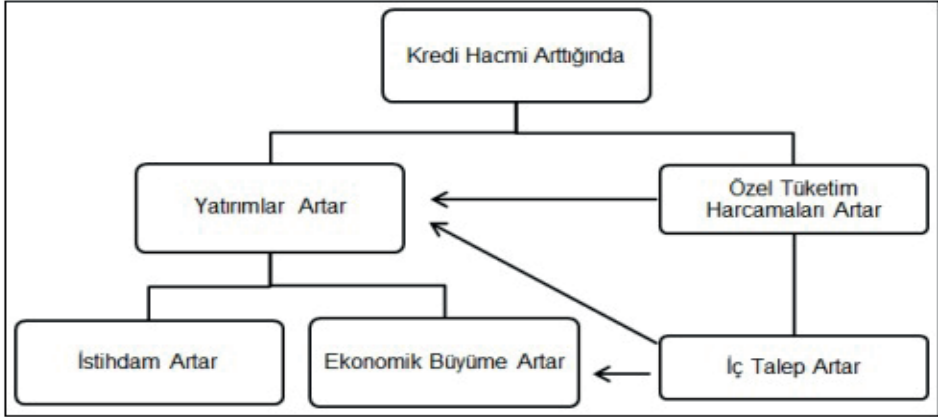 Kredi Hacmi Arttığında
Yatırımlar Artar
Özel Tüketim
Harcamaları Artar
İstihdam Artar
Ekonomik Büyüme Artar
İç Talep Artar